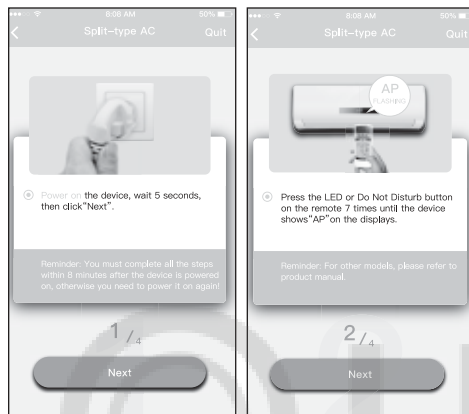 8:08 AM
50%
Split-type AC
Quit
Power on the device, wait 5 seconds,
then click"Next".
Reminder: You must complete all the steps
within 8 minutes after the device is powered
on, otherwise you need to power it on again!
1/4
Next
8:08 AM
50%
Split-type AC
Quit
AP
FLASHING
Press the LED or Do Not Disturb button
on the remote 7 times until the device
shows"AP"on the displays.
Reminder: For other models, please refer to
product manual.
2/4
Next